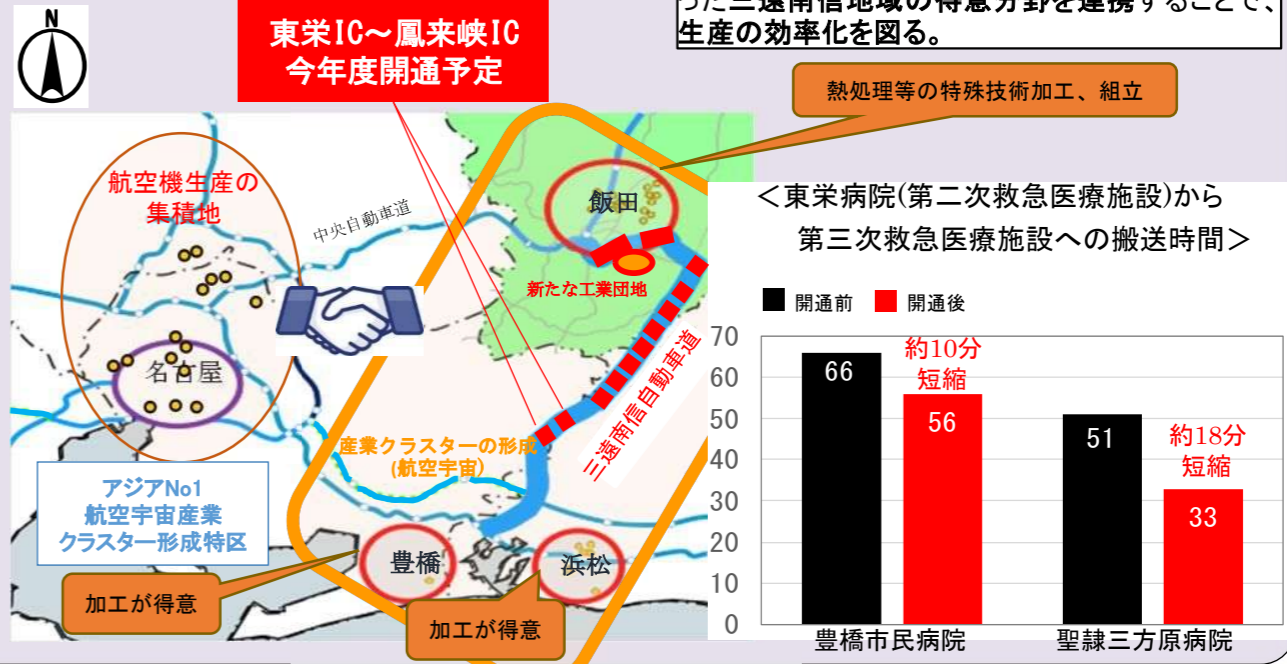 N
東栄IC～鳳来峡IC
今年度開通予定
った三遠南信地域の得意分野を連携することで、
生産の効率化を図る。
熱処理等の特殊技術加工、組立
航空機生産の
集積地
中央自動車道
飯田
新たな工業団地
名古屋
三遠南信自動車道
産業クラスターの形成
(航空宇宙)
アジアNo1
航空宇宙産業
クラスター形成特区
豊橋
浜松
加工が得意
加工が得意
＜東栄病院(第二次救急医療施設)から
第三次救急医療施設への搬送時間＞
開通前 開通後
70
60
50
40
30
20
10
0
66
約10分
短縮
56
51
約18分
短縮
33
豊橋市民病院
聖隷三方原病院